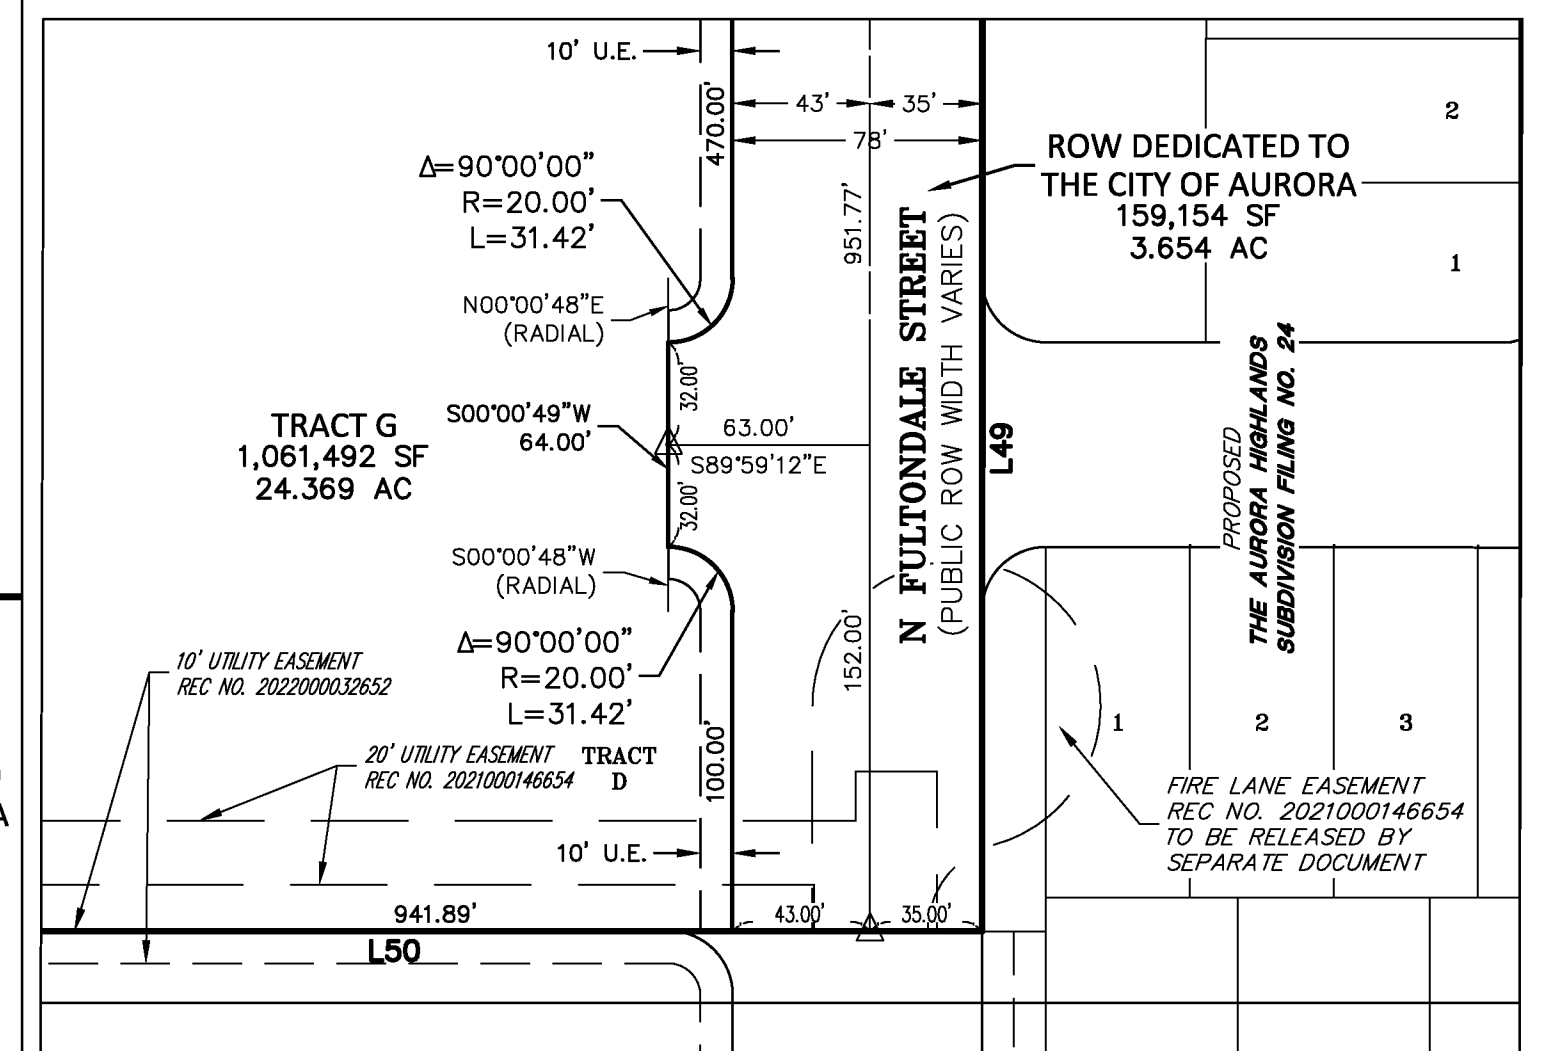 10' U.E.
470.00'
43'
35'
78'
2
ROW DEDICATED TO
THE CITY OF AURORA
159,154 SF
3.654 AC
1
Δ=90°00'00"
R=20.00'
L=31.42'
951.77'
N FULTONDALE STREET
(PUBLIC ROW WIDTH VARIES)
N00°00'48"E
(RADIAL)
32.00'
TRACT G
1,061,492 SF
24.369 AC
S00°00'49"W
64.00'
63.00'
S89°59'12"E
L49
PROPOSED
THE AURORA HIGHLANDS
SUBDIVISION FILING NO. 24
32.00'
S00°00'48"W
(RADIAL)
Δ=90°00'00"
R=20.00'
L=31.42'
152.00'
10' UTILITY EASEMENT
REC NO. 2022000032652
1
2
3
20' UTILITY EASEMENT
REC NO. 2021000146654
TRACT
D
100.00'
FIRE LANE EASEMENT
REC NO. 2021000146654
TO BE RELEASED BY
SEPARATE DOCUMENT
A
10' U.E.
941.89'
43.00'
35.00'
L50